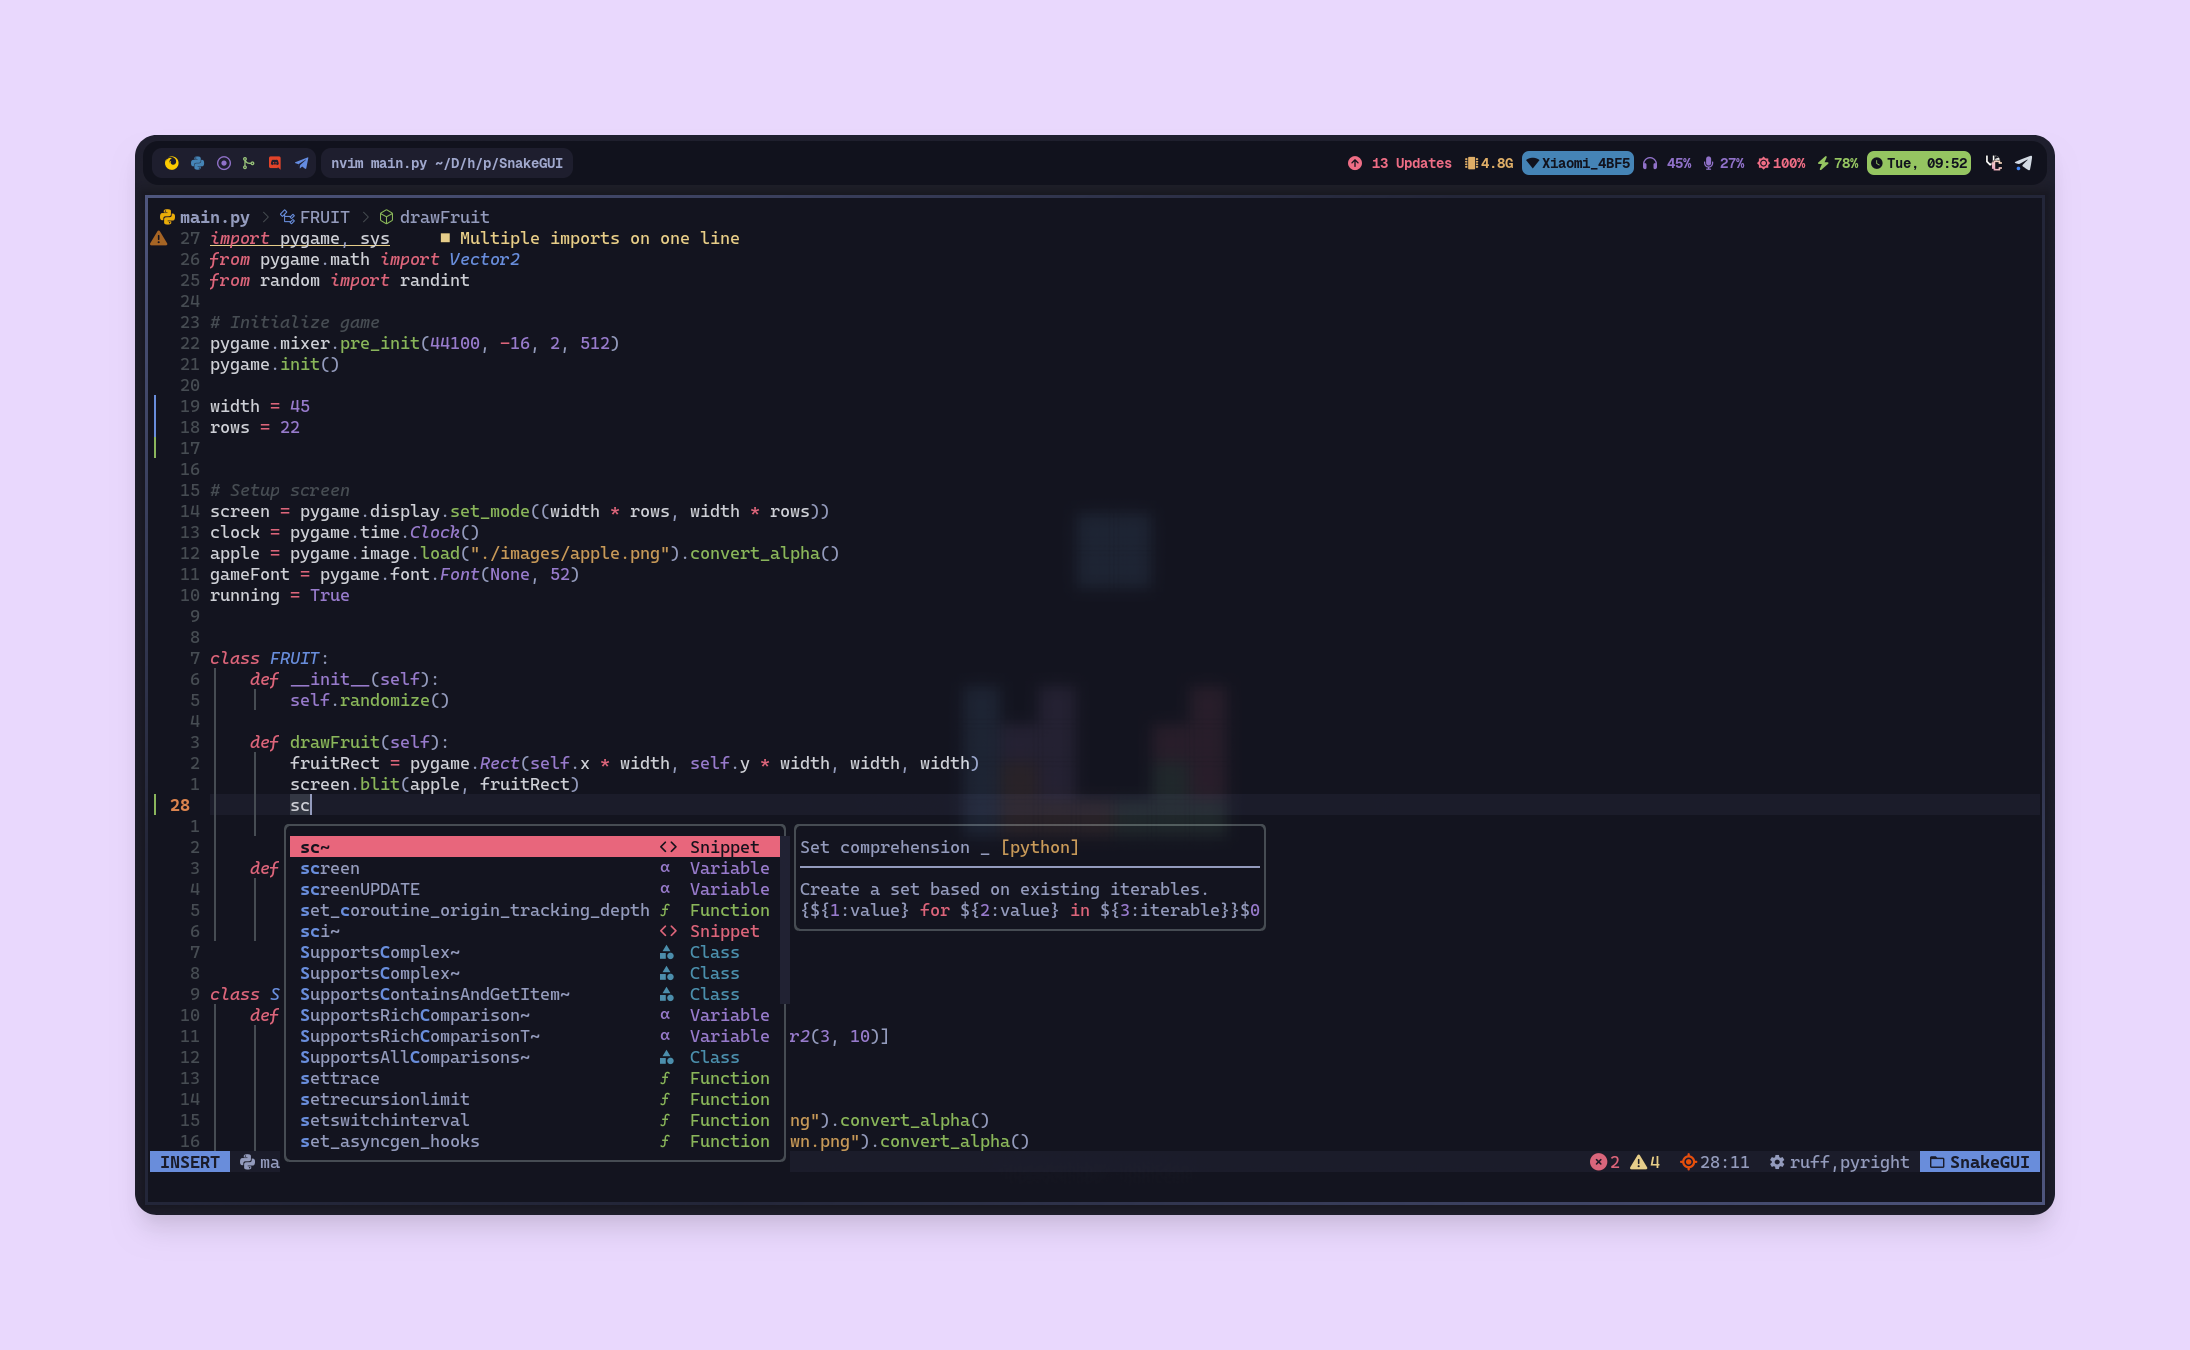 nvim main.py ~/D/h/p/SnakeGUI 13 Updates 4.8G Xiaomi_4BF5 45% 27% 100% 78% Tue, 09:52
main.py > FRUIT > drawFruit
27 import pygame, sys ■ Multiple imports on one line
26 from pygame.math import Vector2
25 from random import randint
24
23 # Initialize game
22 pygame.mixer.pre_init(44100, -16, 2, 512)
21 pygame.init()
20
19 width = 45
18 rows = 22
17
16
15 # Setup screen
14 screen = pygame.display.set_mode((width * rows, width * rows))
13 clock = pygame.time.Clock()
12 apple = pygame.image.load("./images/apple.png").convert_alpha()
11 gameFont = pygame.font.Font(None, 52)
10 running = True
9
8
7 class FRUIT:
6 def __init__(self):
5 self.randomize()
4
3 def drawFruit(self):
2 fruitRect = pygame.Rect(self.x * width, self.y * width, width, width)
1 screen.blit(apple, fruitRect)
28 sc
1
2 sc~ <> Snippet Set comprehension _ [python]
3 def screen α Variable
4 screenUPDATE α Variable Create a set based on existing iterables.
5 set_coroutine_origin_tracking_depth ƒ Function {${1:value} for ${2:value} in ${3:iterable}}$0
6 sci~ <> Snippet
7 SupportsComplex~ Class
8 SupportsComplex~ Class
9 class S SupportsContainsAndGetItem~ Class
10 def SupportsRichComparison~ α Variable
11 SupportsRichComparisonT~ α Variable r2(3, 10)]
12 SupportsAllComparisons~ Class
13 settrace ƒ Function
14 setrecursionlimit ƒ Function
15 setswitchinterval ƒ Function ng").convert_alpha()
16 set_asyncgen_hooks ƒ Function wn.png").convert_alpha()
INSERT ma 2 4 28:11 ruff,pyright SnakeGUI